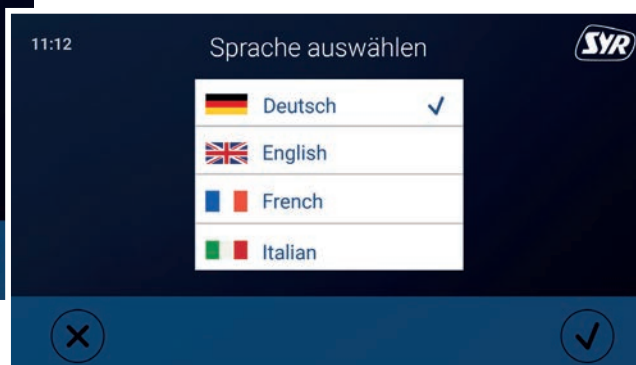 11:12
Sprache auswählen
SYR
Deutsch
English
French
Italian